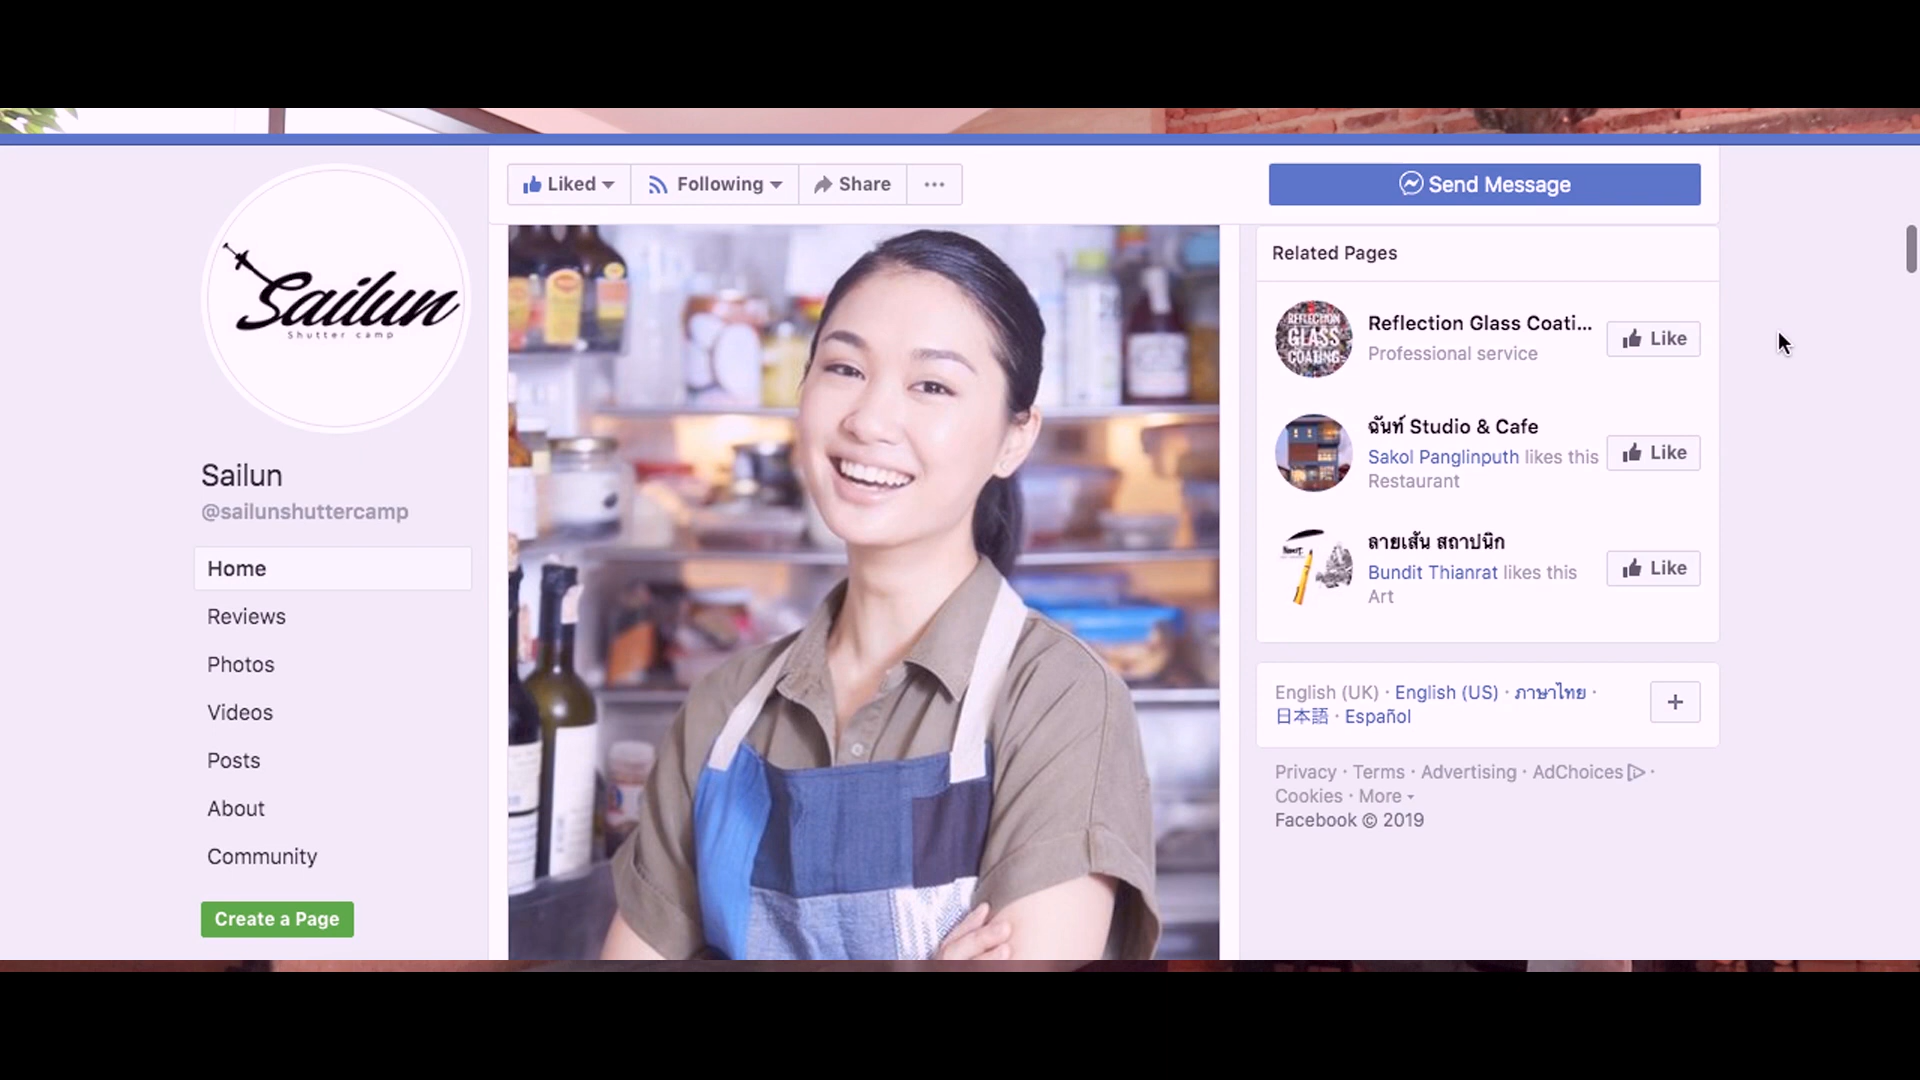 Sailun
Shutter camp
Sailun
@sailunshuttercamp
Home
Reviews
Photos
Videos
Posts
About
Community
Create a Page
Liked
Following
Share
Send Message
Related Pages
REFLECTION
GLASS
COATING
Reflection Glass Coati...
Professional service
Like
ฉันท์ Studio & Cafe
Sakol Panglinputh likes this
Restaurant
Like
ลายเส้น สถาปนิก
Bundit Thianrat likes this
Art
Like
English (UK) · English (US) · ภาษาไทย ·
日本語 · Español
Privacy · Terms · Advertising · AdChoices ·
Cookies · More
Facebook © 2019